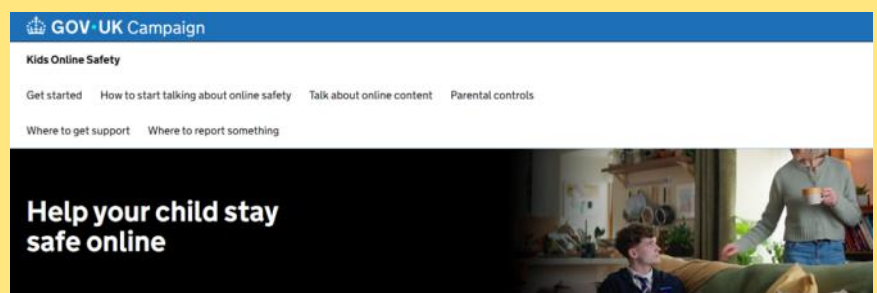 GOV·UK Campaign
Kids Online Safety
Get started How to start talking about online safety Talk about online content Parental controls
Where to get support Where to report something
Help your child stay
safe online